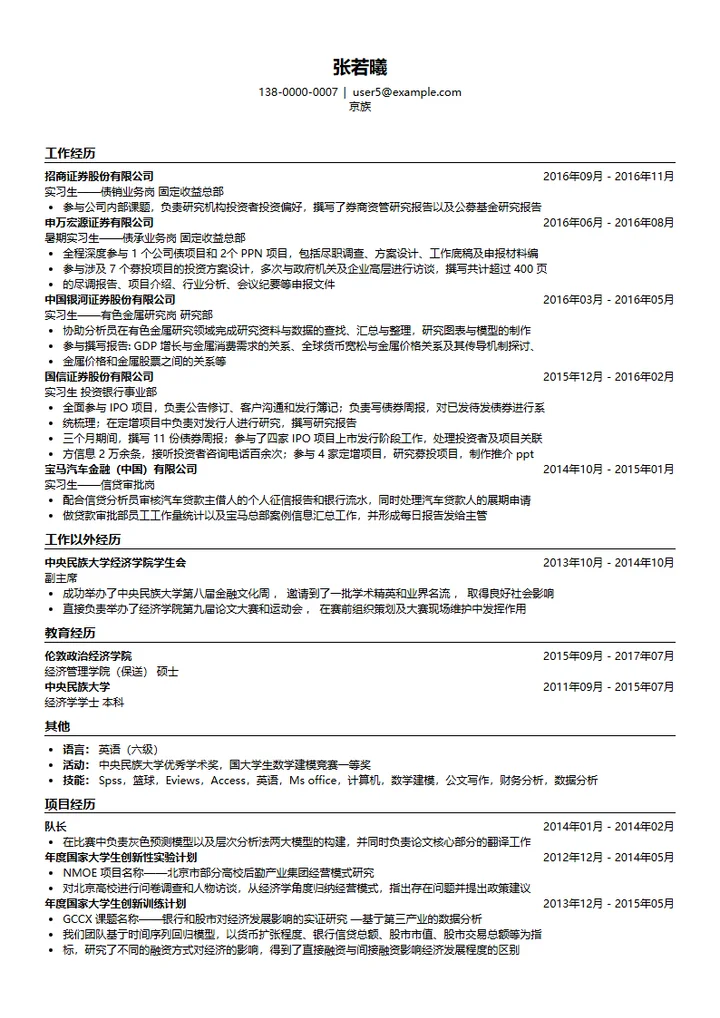 张若曦
138-0000-0007 | user5@example.com
京族
工作经历
招商证券股份有限公司 2016年09月 - 2016年11月
实习生——债销业务岗 固定收益总部
• 参与公司内部课题，负责研究机构投资者投资偏好，撰写了券商资管研究报告以及公募基金研究报告
申万宏源证券有限公司 2016年06月 - 2016年08月
暑期实习生——债承业务岗 固定收益总部
• 全程深度参与 1 个公司债项目和 2个 PPN 项目，包括尽职调查、方案设计、工作底稿及申报材料编
• 参与涉及 7 个募投项目的投资方案设计，多次与政府机关及企业高层进行访谈，撰写共计超过 400 页
• 的尽调报告、项目介绍、行业分析、会议纪要等申报文件
中国银河证券股份有限公司 2016年03月 - 2016年05月
实习生——有色金属研究岗 研究部
• 协助分析员在有色金属研究领域完成研究资料与数据的查找、汇总与整理，研究图表与模型的制作
• 参与撰写报告: GDP 增长与金属消费需求的关系、全球货币宽松与金属价格关系及其传导机制探讨、
• 金属价格和金属股票之间的关系等
国信证券股份有限公司 2015年12月 - 2016年02月
实习生 投资银行事业部
• 全面参与 IPO 项目，负责公告修订、客户沟通和发行簿记；负责写债券周报，对已发待发债券进行系
• 统梳理；在定增项目中负责对发行人进行研究，撰写研究报告
• 三个月期间，撰写 11 份债券周报；参与了四家 IPO 项目上市发行阶段工作，处理投资者及项目关联
• 方信息 2 万余条，接听投资者咨询电话百余次；参与 4 家定增项目，研究募投项目，制作推介 ppt
宝马汽车金融（中国）有限公司 2014年10月 - 2015年01月
实习生——信贷审批岗
• 配合信贷分析员审核汽车贷款主借人的个人征信报告和银行流水，同时处理汽车贷款人的展期申请
• 做贷款审批部员工工作量统计以及宝马总部案例信息汇总工作，并形成每日报告发给主管
工作以外经历
中央民族大学经济学院学生会 2013年10月 - 2014年10月
副主席
• 成功举办了中央民族大学第八届金融文化周 ， 邀请到了一批学术精英和业界名流 ， 取得良好社会影响
• 直接负责举办了经济学院第九届论文大赛和运动会 ， 在赛前组织策划及大赛现场维护中发挥作用
教育经历
伦敦政治经济学院 2015年09月 - 2017年07月
经济管理学院（保送） 硕士
中央民族大学 2011年09月 - 2015年07月
经济学学士 本科
其他
• 语言： 英语（六级）
• 活动： 中央民族大学优秀学术奖，国大学生数学建模竞赛一等奖
• 技能： Spss，篮球，Eviews，Access，英语，Ms office，计算机，数学建模，公文写作，财务分析，数据分析
项目经历
队长 2014年01月 - 2014年02月
• 在比赛中负责灰色预测模型以及层次分析法两大模型的构建，并同时负责论文核心部分的翻译工作
年度国家大学生创新性实验计划 2012年12月 - 2014年05月
• NMOE 项目名称——北京市部分高校后勤产业集团经营模式研究
• 对北京高校进行问卷调查和人物访谈，从经济学角度归纳经营模式，指出存在问题并提出政策建议
年度国家大学生创新训练计划 2013年12月 - 2015年05月
• GCCX 课题名称——银行和股市对经济发展影响的实证研究 —基于第三产业的数据分析
• 我们团队基于时间序列回归模型，以货币扩张程度、银行信贷总额、股市市值、股市交易总额等为指
• 标，研究了不同的融资方式对经济的影响，得到了直接融资与间接融资影响经济发展程度的区别